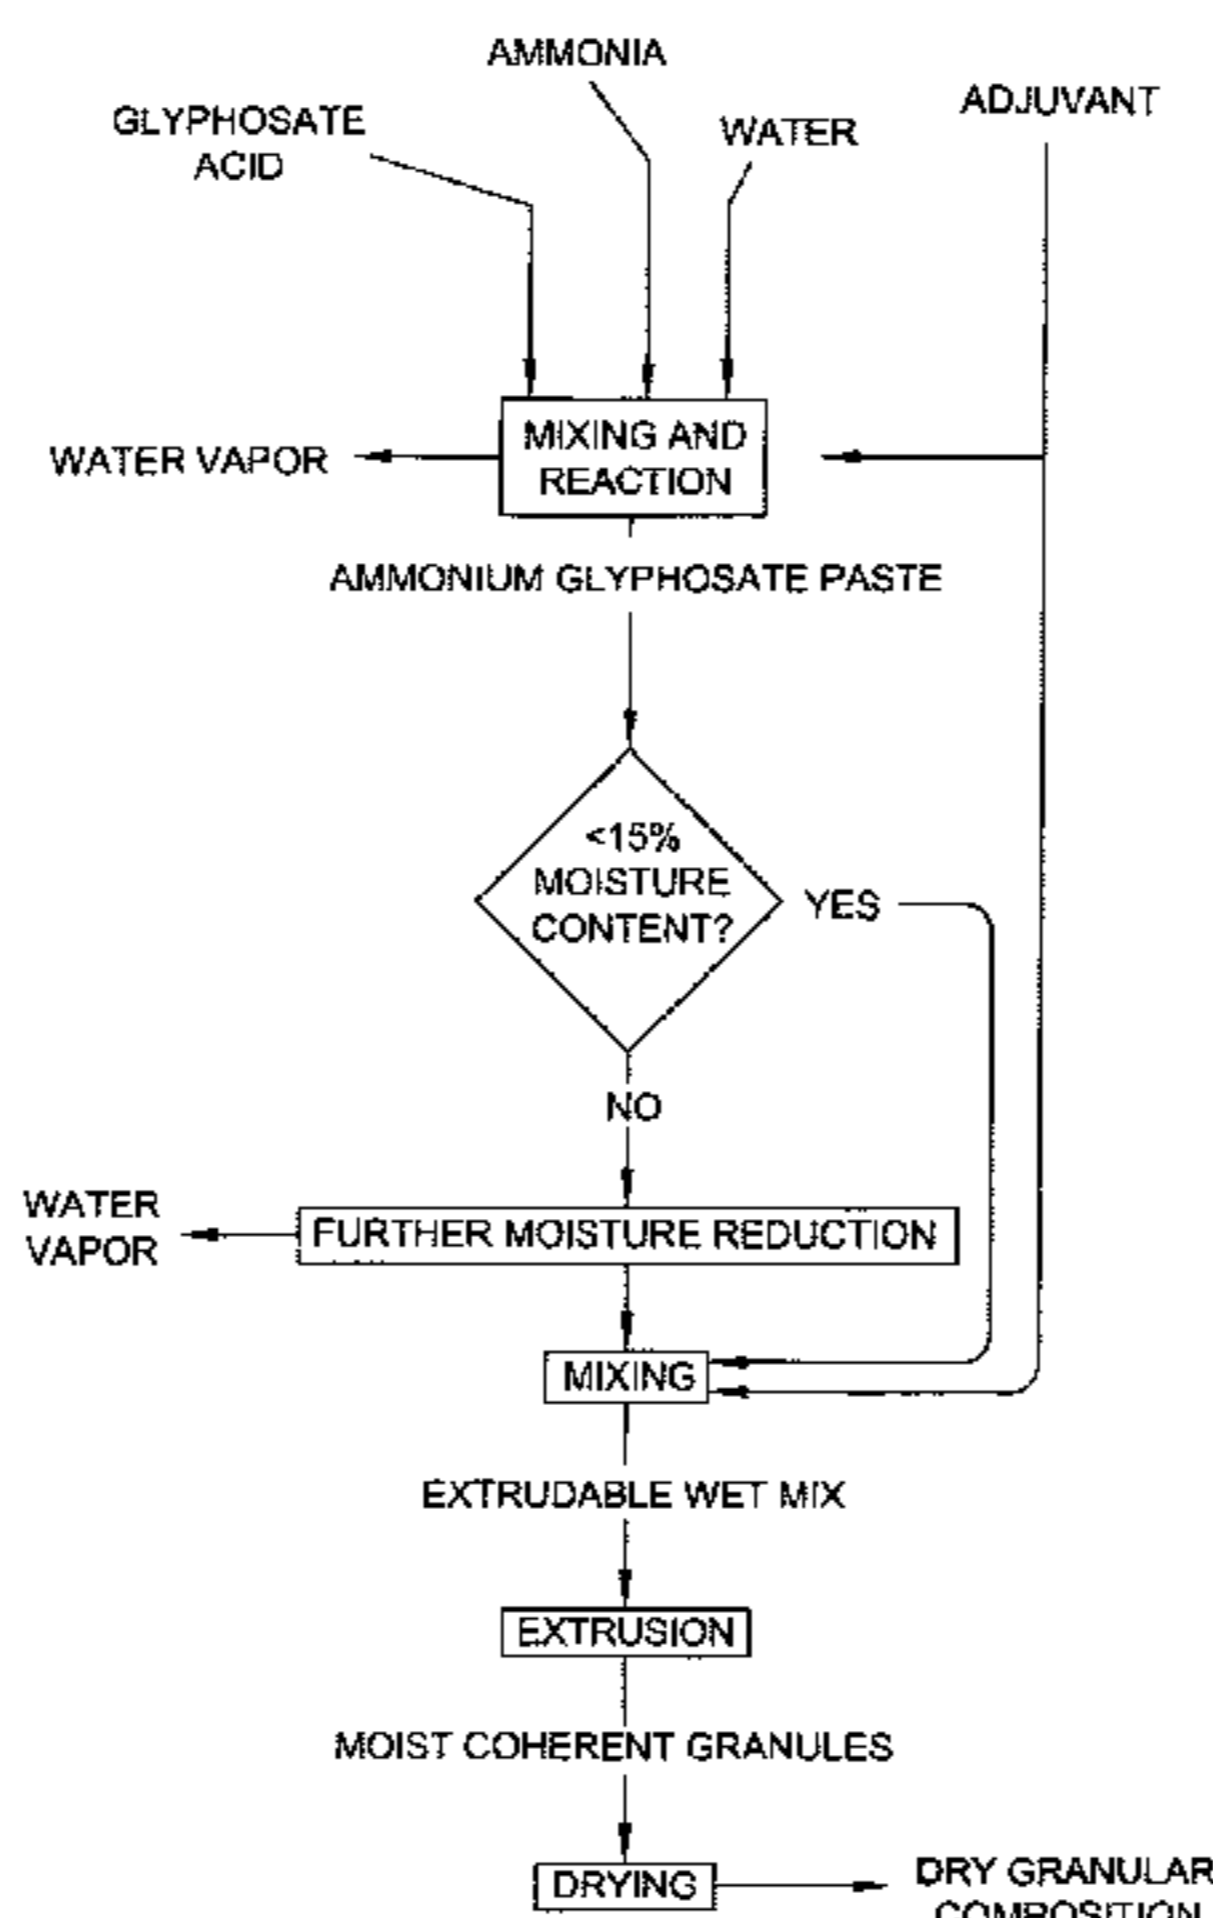 AMMONIA
ADJUVANT
GLYPHOSATE
ACID
WATER
MIXING AND
REACTION
WATER VAPOR
AMMONIUM GLYPHOSATE PASTE
<15%
MOISTURE
CONTENT?
YES
NO
WATER
VAPOR
FURTHER MOISTURE REDUCTION
MIXING
EXTRUDABLE WET MIX
EXTRUSION
MOIST COHERENT GRANULES
DRYING
DRY GRANULAR
COMPOSITION